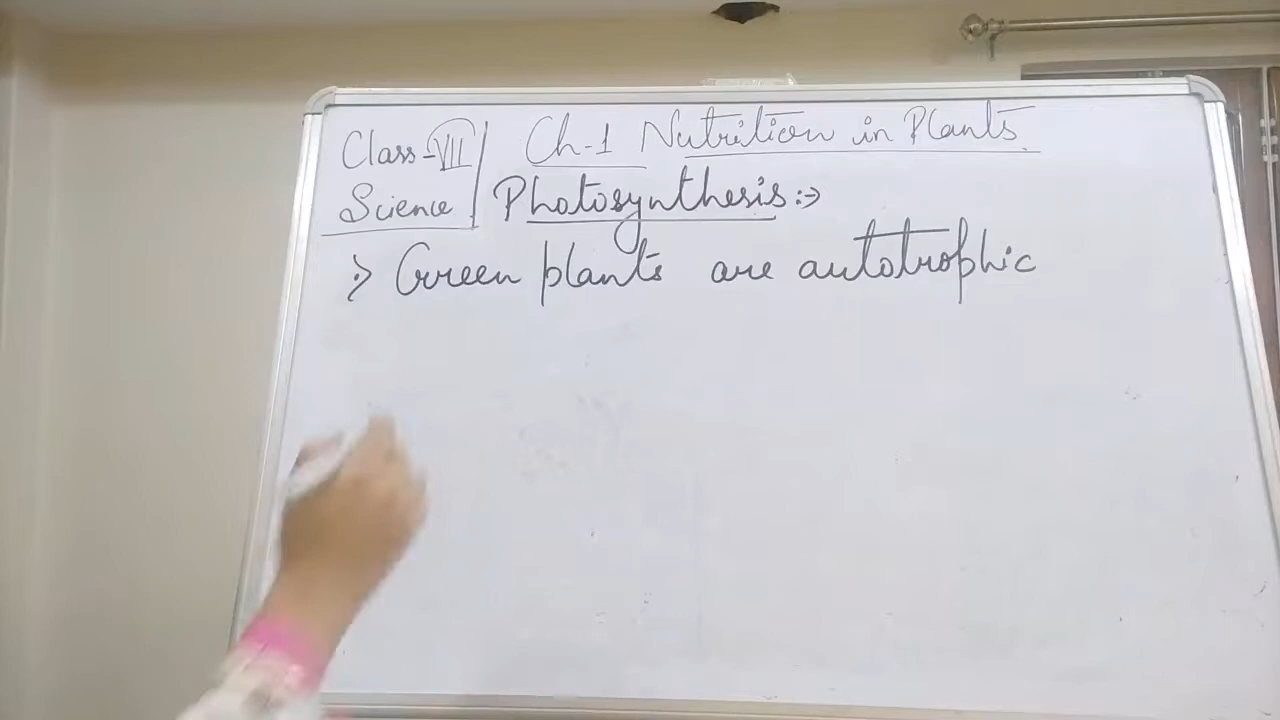 Class-VII
Science
Ch-1 Nutrition in Plants.
Photosynthesis :->
:> Green plants are autotrophic